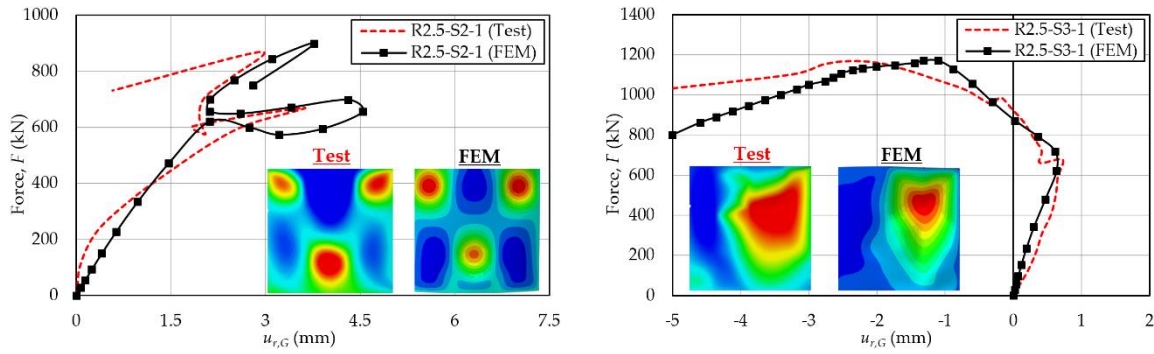 1000
800
600
400
200
0
Force, F (kN)
R2.5-S2-1 (Test)
R2.5-S2-1 (FEM)
Test FEM
0 1.5 3 4.5 6 7.5
u r,G (mm)
1400
1200
1000
800
600
400
200
0
Force, F (kN)
R2.5-S3-1 (Test)
R2.5-S3-1 (FEM)
Test FEM
-5 -4 -3 -2 -1 0 1 2
u r,G (mm)